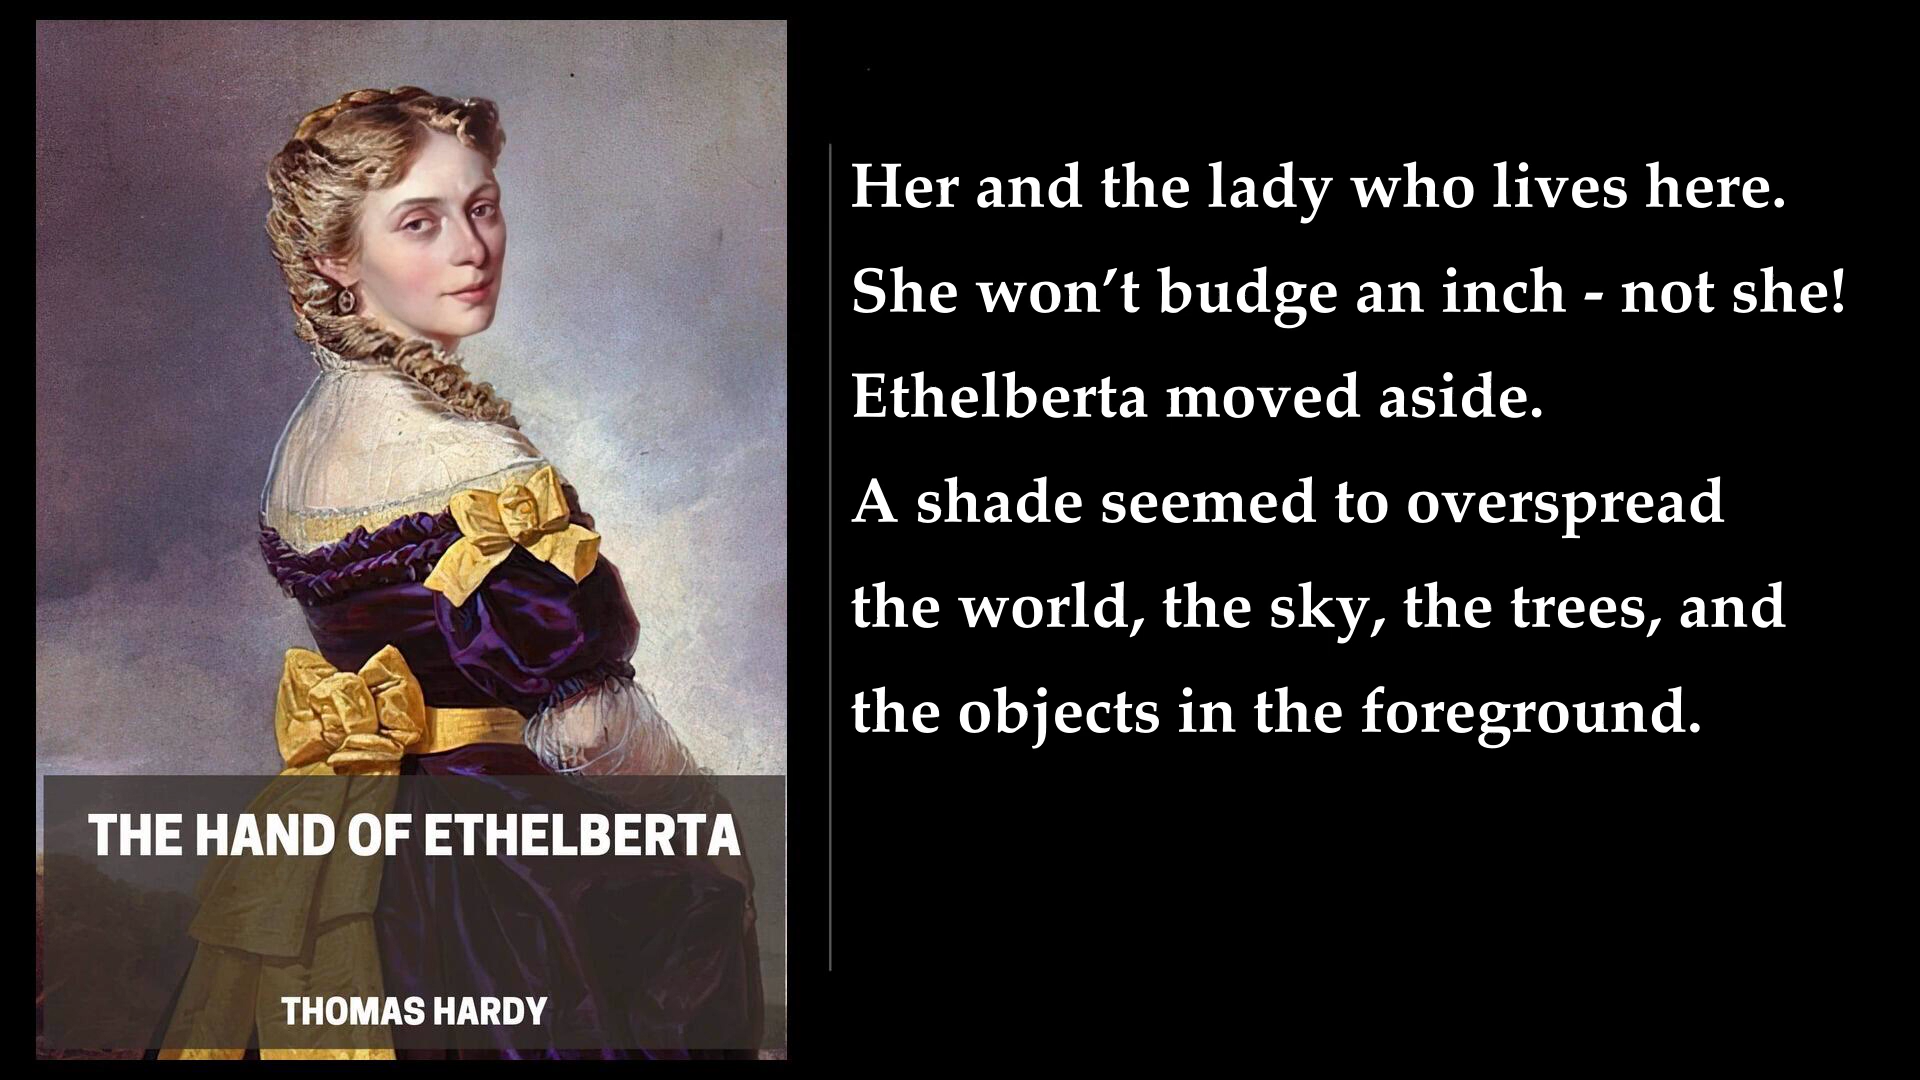 THE HAND OF ETHELBERTA
THOMAS HARDY
Her and the lady who lives here.
She won’t budge an inch - not she!
Ethelberta moved aside.
A shade seemed to overspread
the world, the sky, the trees, and
the objects in the foreground.